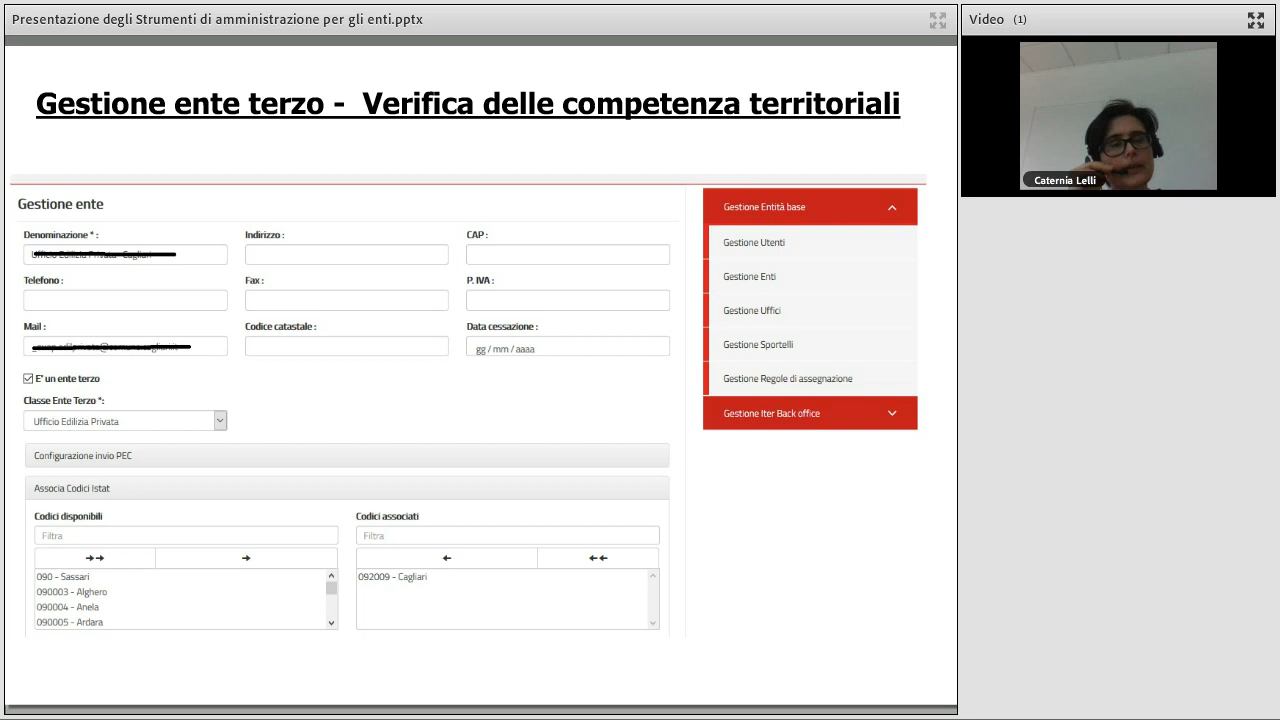 Presentazione degli Strumenti di amministrazione per gli enti.pptx
Video (1)
Caternia Lelli
Gestione ente terzo - Verifica delle competenza territoriali
Gestione ente
Denominazione * :
Indirizzo :
CAP :
Ufficio Edilizia Privata - Cagliari
Telefono :
Fax :
P. IVA :
Mail :
Codice catastale :
Data cessazione :
gg / mm / aaaa
E' un ente terzo
Classe Ente Terzo *:
Ufficio Edilizia Privata
Configurazione invio PEC
Associa Codici Istat
Codici disponibili
Codici associati
Filtra
Filtra
090 - Sassari
090003 - Alghero
090004 - Anela
090005 - Ardara
092009 - Cagliari
Gestione Entità base
Gestione Utenti
Gestione Enti
Gestione Uffici
Gestione Sportelli
Gestione Regole di assegnazione
Gestione Iter Back office